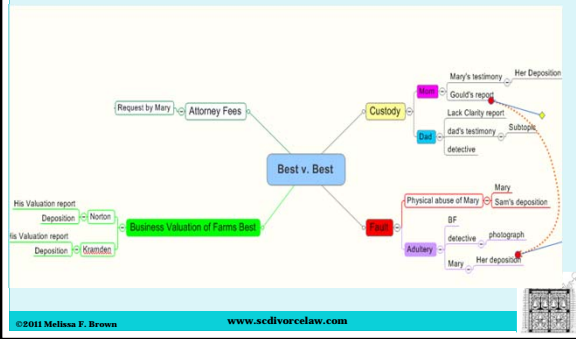 Request by Mary
Attorney Fees
Best v. Best
His Valuation report
Deposition
Norton
is Valuation report
Deposition
Kramden
Business Valuation of Farms Best
Custody
Mom
Mary's testimony
Her Deposition
Gould's report
Dad
Lack Clarity report
dad's testimony
Subtopic
detective
Fault
Physical abuse of Mary
Mary
Sam's deposition
Adultery
BF
detective
photograph
Mary
Her deposition
©2011 Melissa F. Brown
www.scdivorcelaw.com